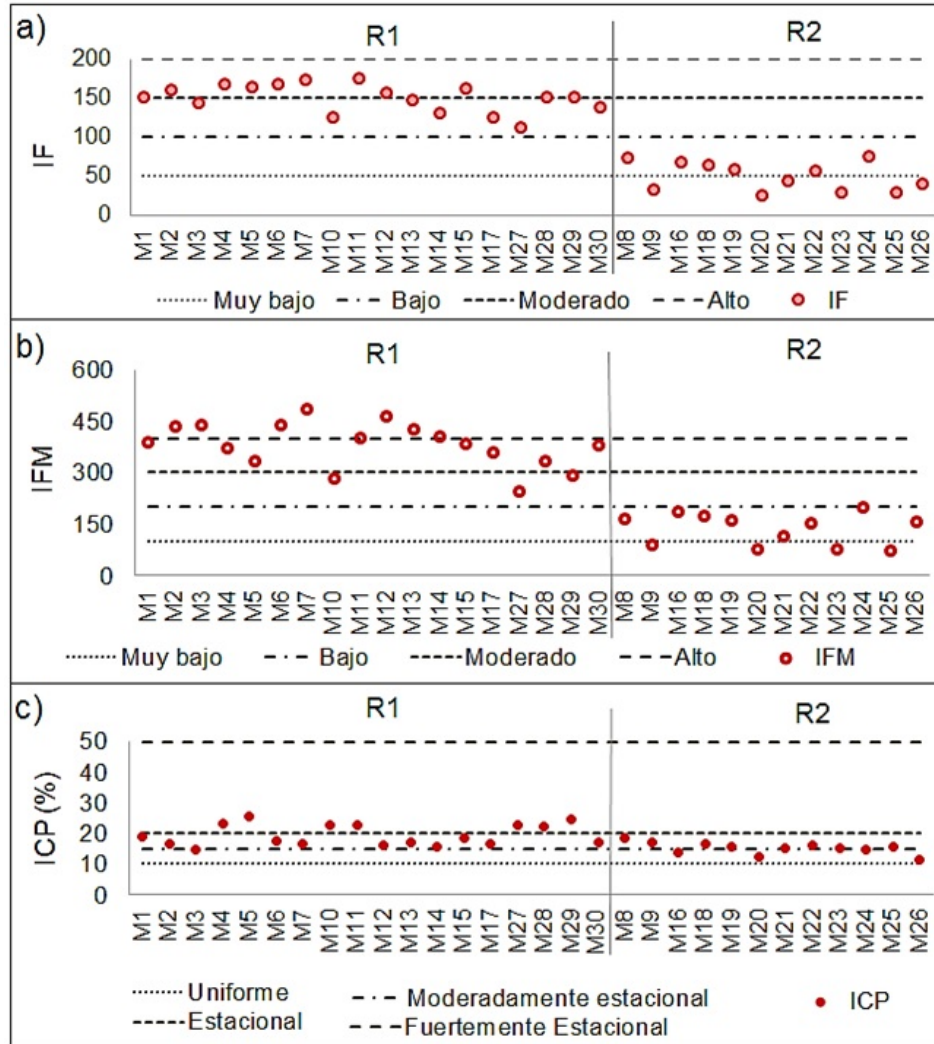 a)
R1
R2
200
150
100
50
0
IF
M1 M2 M3 M4 M5 M6 M7 M10 M11 M12 M13 M14 M15 M17 M27 M28 M29 M30 M8 M9 M16 M18 M19 M20 M21 M22 M23 M24 M25 M26
Muy bajo Bajo Moderado Alto IF
b)
R1
R2
600
450
300
150
0
IFM
M1 M2 M3 M4 M5 M6 M7 M10 M11 M12 M13 M14 M15 M17 M27 M28 M29 M30 M8 M9 M16 M18 M19 M20 M21 M22 M23 M24 M25 M26
Muy bajo Bajo Moderado Alto IFM
c)
R1
R2
50
40
30
20
10
0
ICP (%)
M1 M2 M3 M4 M5 M6 M7 M10 M11 M12 M13 M14 M15 M17 M27 M28 M29 M30 M8 M9 M16 M18 M19 M20 M21 M22 M23 M24 M25 M26
Uniforme Moderadamente estacional ICP
Estacional Fuertemente Estacional